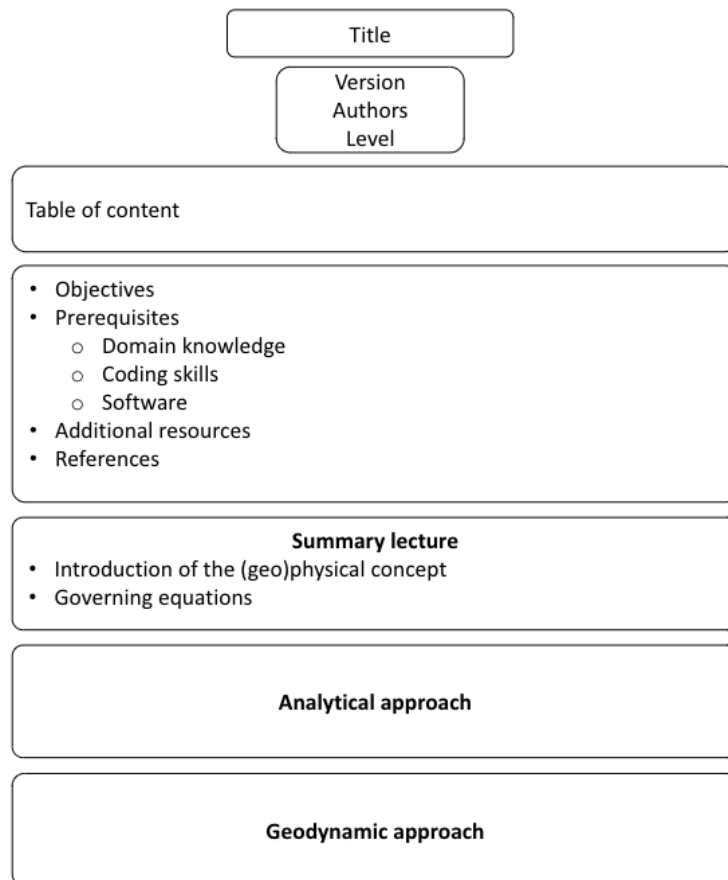 Title
Version
Authors
Level
Table of content
• Objectives
• Prerequisites
o Domain knowledge
o Coding skills
o Software
• Additional resources
• References
Summary lecture
• Introduction of the (geo)physical concept
• Governing equations
Analytical approach
Geodynamic approach